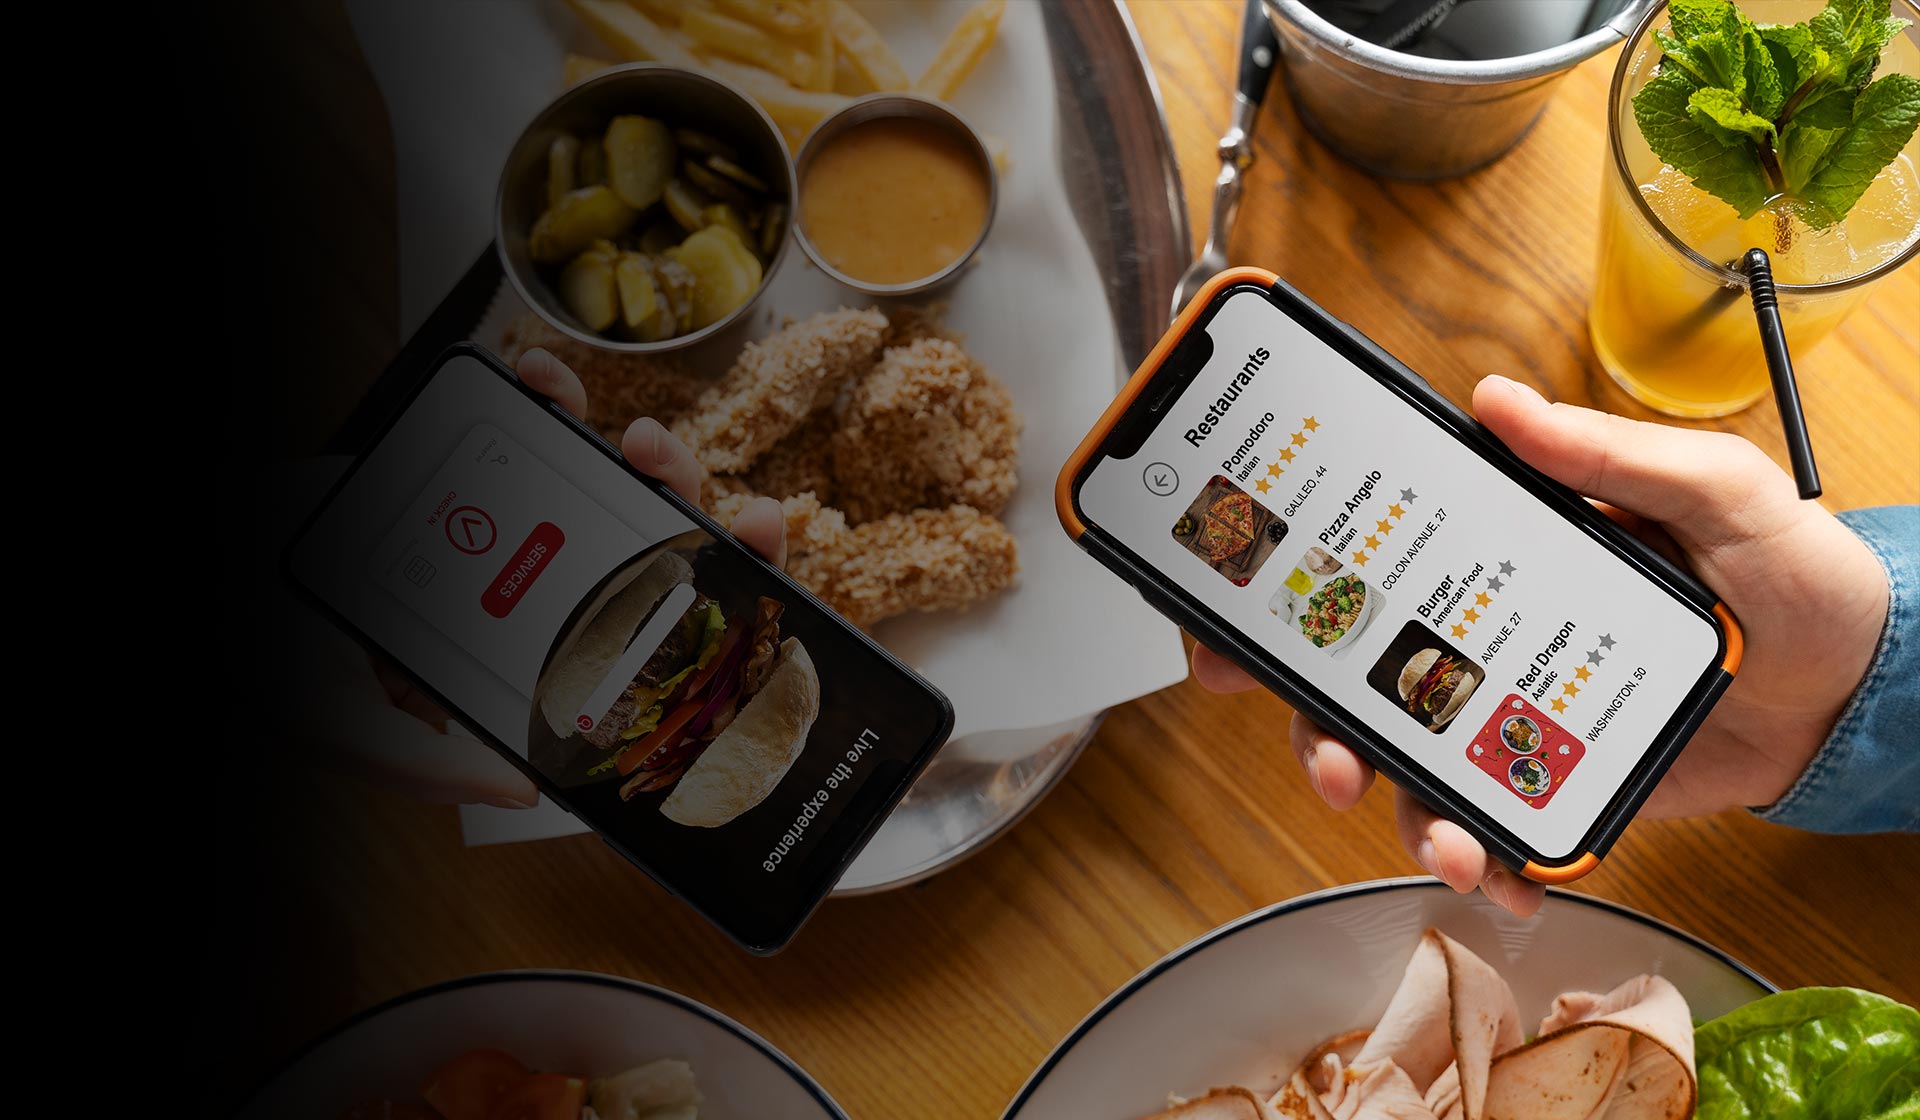 Restaurants
Pomodoro
Italian
GALILEO, 44
Pizza Angelo
Italian
COLON AVENUE, 27
Burger
American Food
AVENUE, 27
Red Dragon
Asiatic
WASHINGTON, 50
Live the experience
SERVICES
CHECK IN